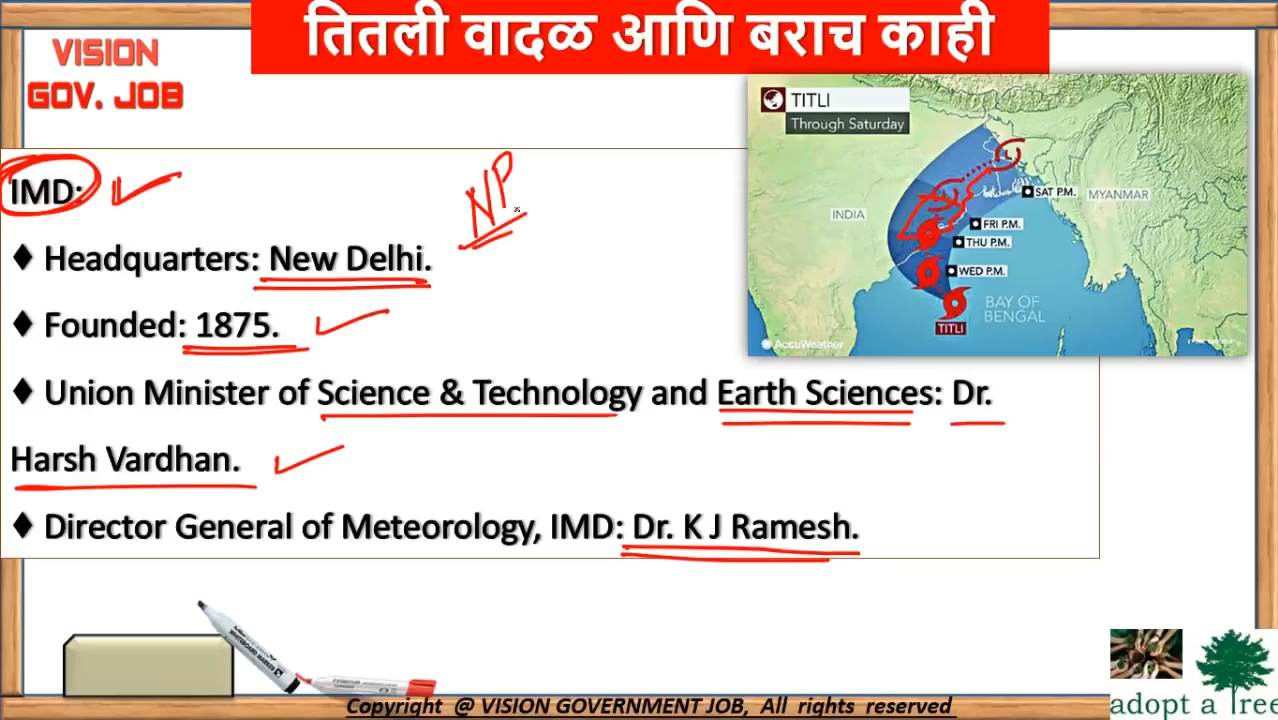 तितली वादळ आणि बराच काही
VISION
GOV. JOB
TITLI
Through Saturday
IMD:
NP
SAT P.M.
MYANMAR
INDIA
FRI P.M.
THU P.M.
♦ Headquarters: New Delhi.
WED P.M.
BAY OF
BENGAL
TITLI
♦ Founded: 1875.
AccuWeather
♦ Union Minister of Science & Technology and Earth Sciences: Dr.
Harsh Vardhan.
♦ Director General of Meteorology, IMD: Dr. K J Ramesh.
WHITEBOARD MARKER
Copyright @ VISION GOVERNMENT JOB, All rights reserved
adopt a Tree